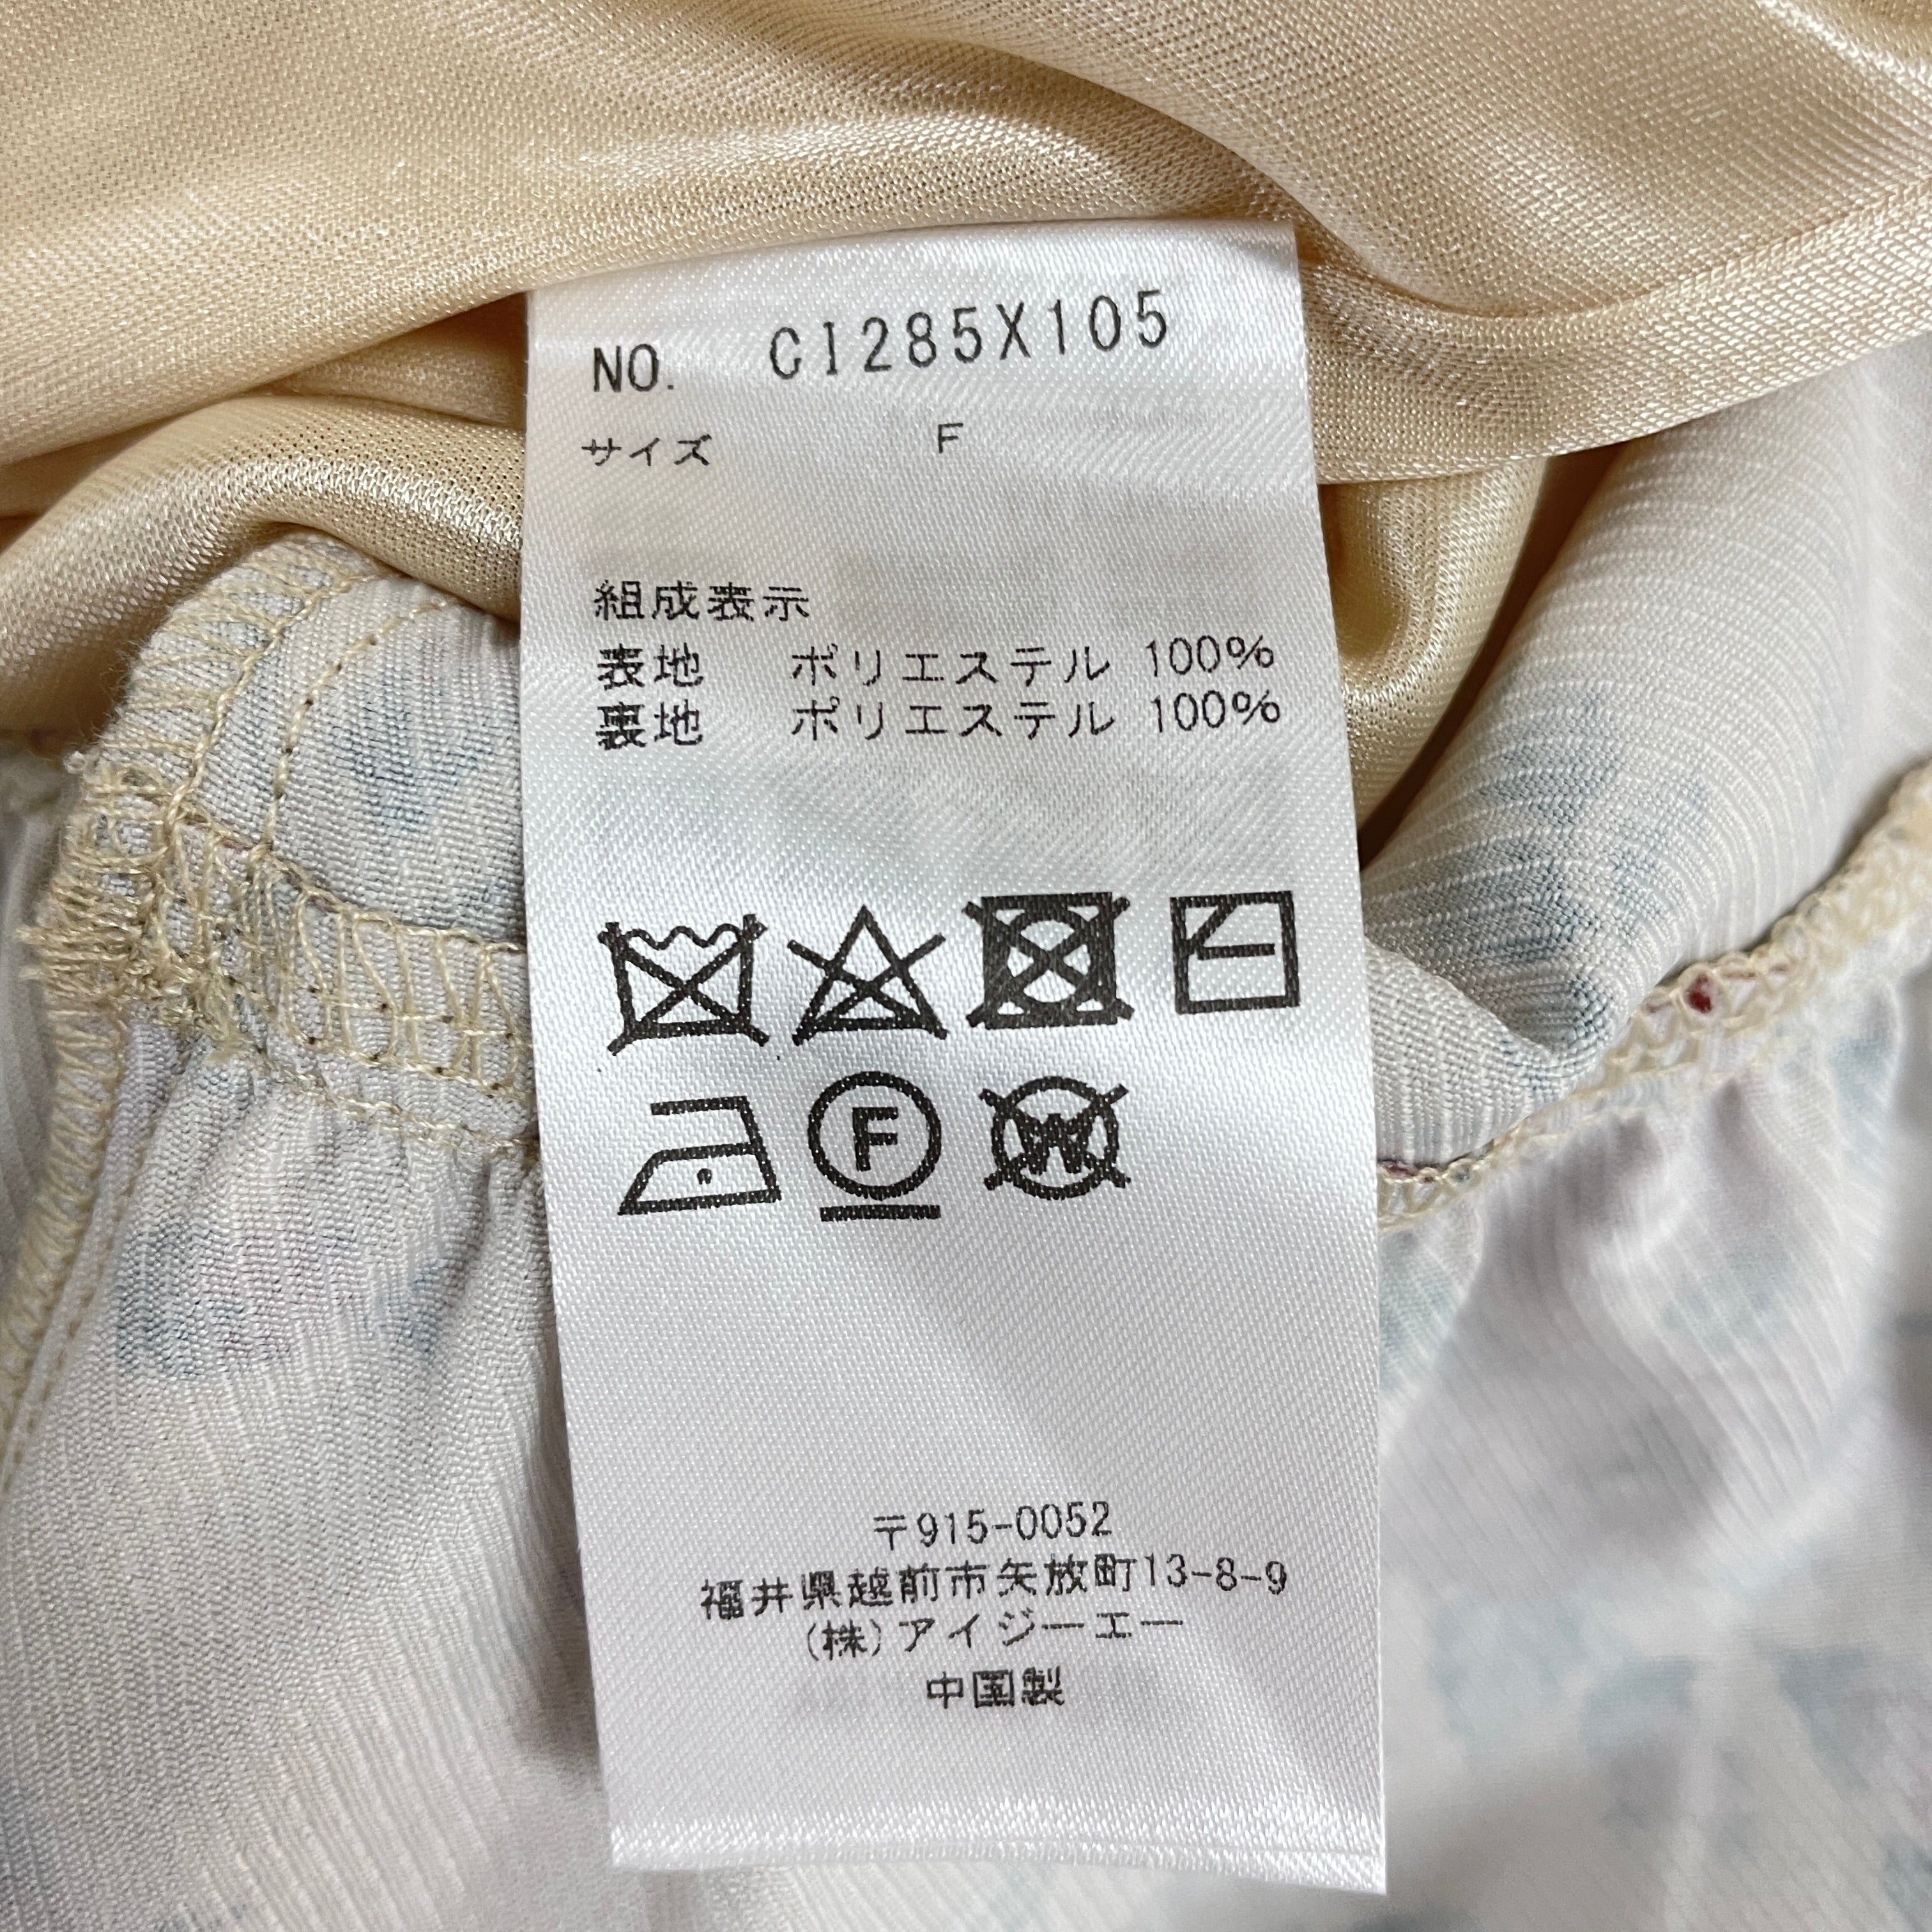 NO. CI285X105
サイズ F
組成表示
表地 ポリエステル 100%
裏地 ポリエステル 100%
F
W
〒915-0052
福井県越前市矢放町13-8-9
(株)アイジーエー
中国製